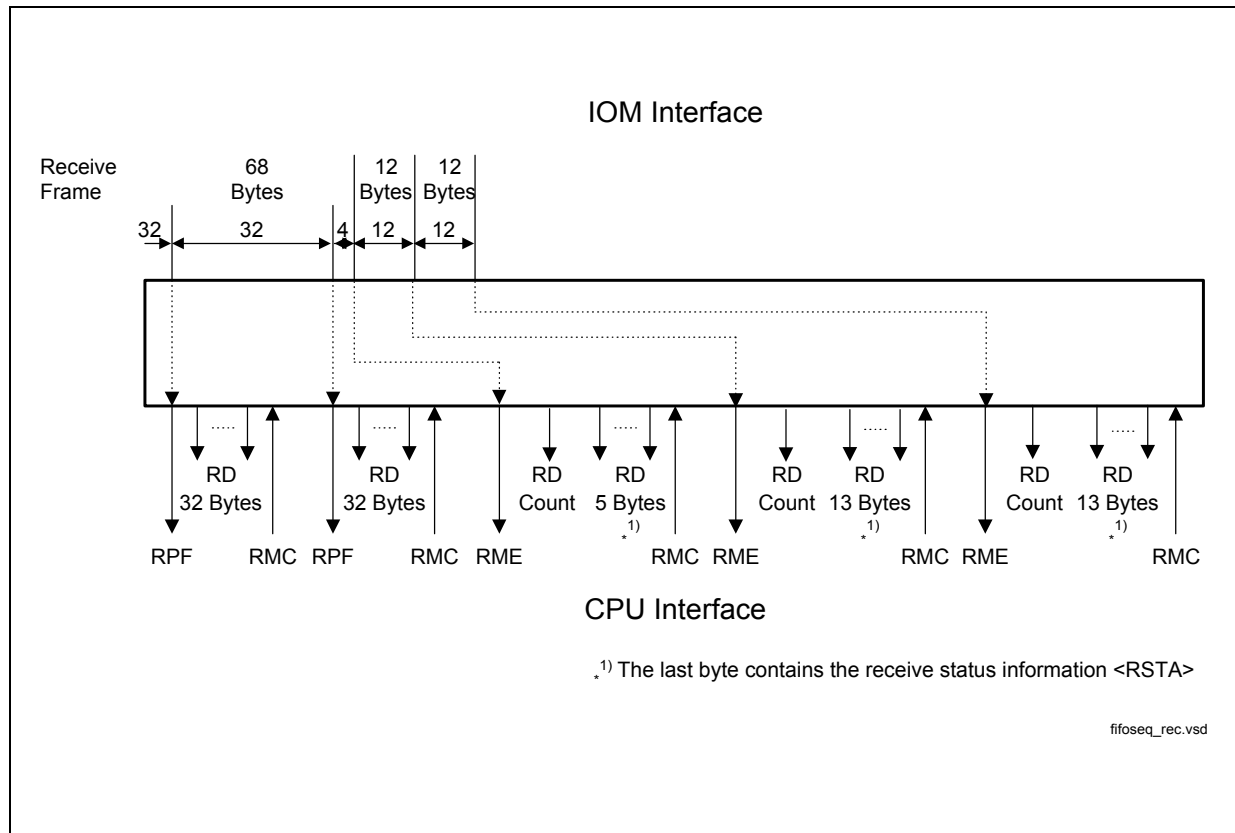 IOM Interface
Receive Frame
68 Bytes
12 Bytes
12 Bytes
32
32
4
12
12
RD 32 Bytes
RD 32 Bytes
RD Count
RD 5 Bytes *1)
RD Count
RD 13 Bytes *1)
RD Count
RD 13 Bytes *1)
RPF
RMC
RPF
RMC
RME
RMC
RME
RMC
RME
RMC
CPU Interface
*1) The last byte contains the receive status information <RSTA>
fifoseq_rec.vsd